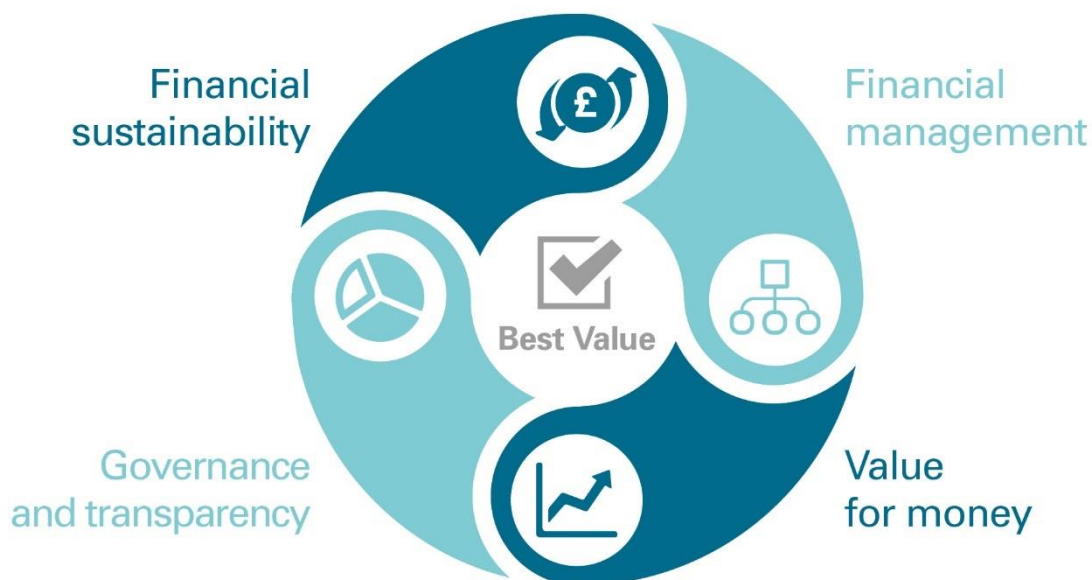 Financial
sustainability
Financial
management
£
Best Value
Governance
and transparency
Value
for money